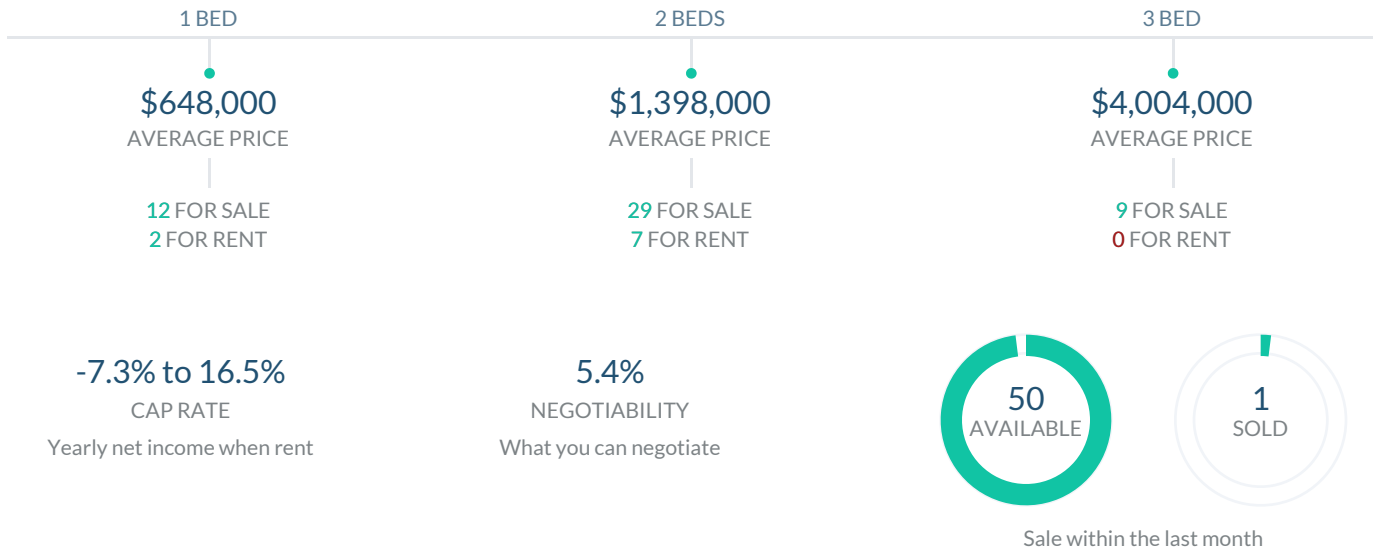 1 BED
$648,000
AVERAGE PRICE
12 FOR SALE
2 FOR RENT
2 BEDS
$1,398,000
AVERAGE PRICE
29 FOR SALE
7 FOR RENT
3 BED
$4,004,000
AVERAGE PRICE
9 FOR SALE
0 FOR RENT
-7.3% to 16.5%
CAP RATE
Yearly net income when rent
5.4%
NEGOTIABILITY
What you can negotiate
50
AVAILABLE
1
SOLD
Sale within the last month